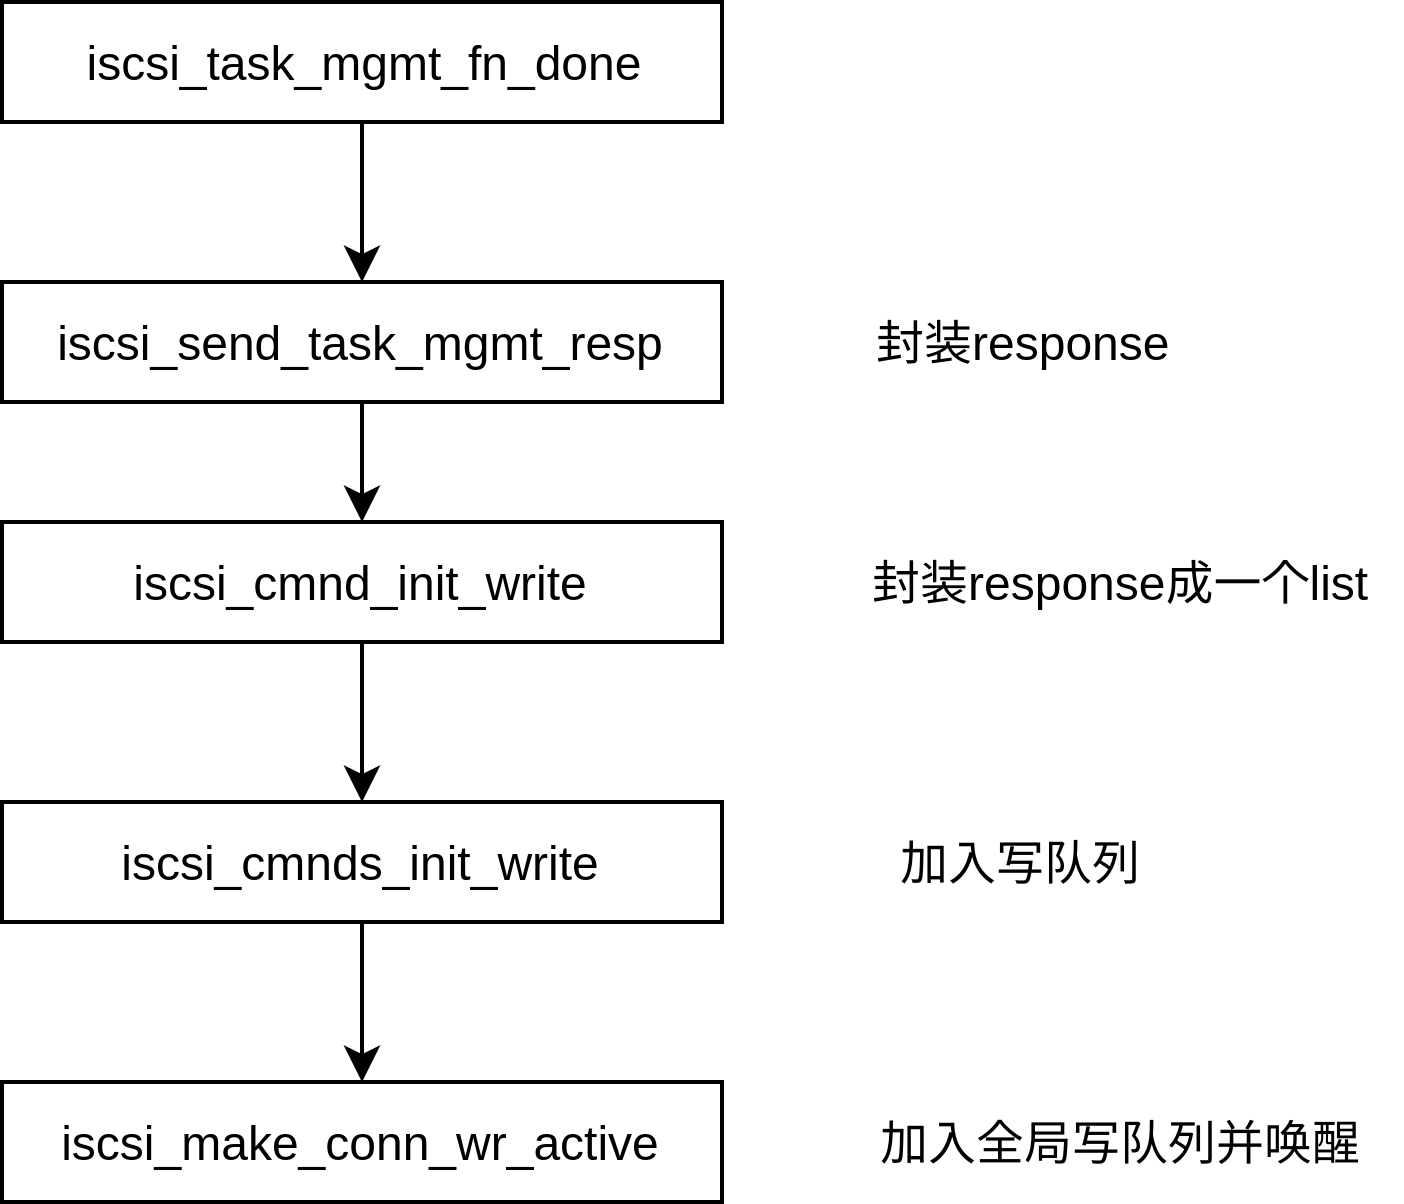 iscsi_task_mgmt_fn_done
iscsi_send_task_mgmt_resp
封装response
iscsi_cmnd_init_write
封装response成一个list
iscsi_cmnds_init_write
加入写队列
iscsi_make_conn_wr_active
加入全局写队列并唤醒